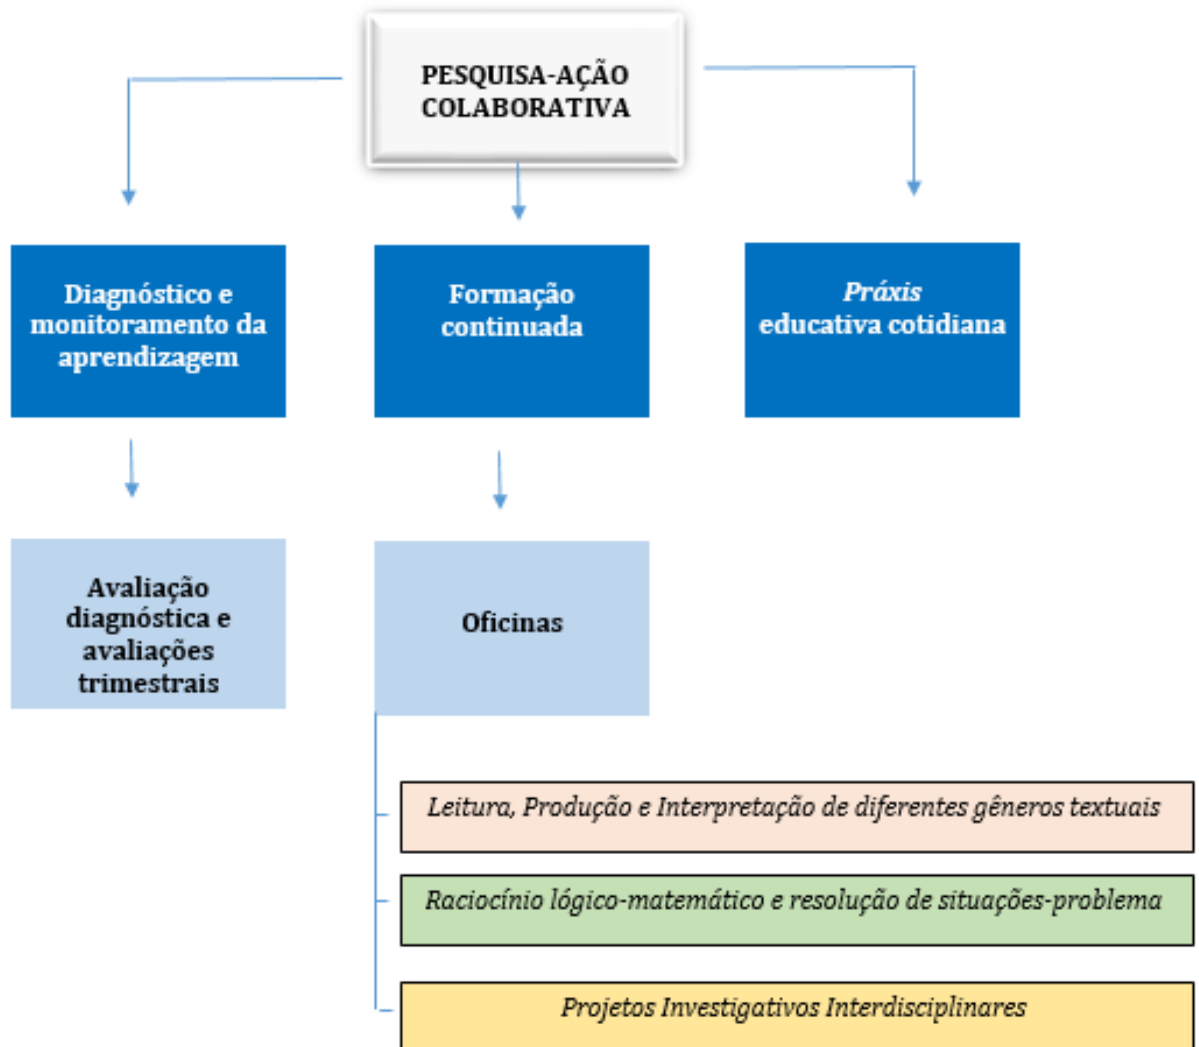 PESQUISA-AÇÃO
COLABORATIVA
Diagnóstico e
monitoramento da
aprendizagem
Formação
continuada
Práxis
educativa cotidiana
Avaliação
diagnóstica e
avaliações
trimestrais
Oficinas
Leitura, Produção e Interpretação de diferentes gêneros textuais
Raciocínio lógico-matemático e resolução de situações-problema
Projetos Investigativos Interdisciplinares